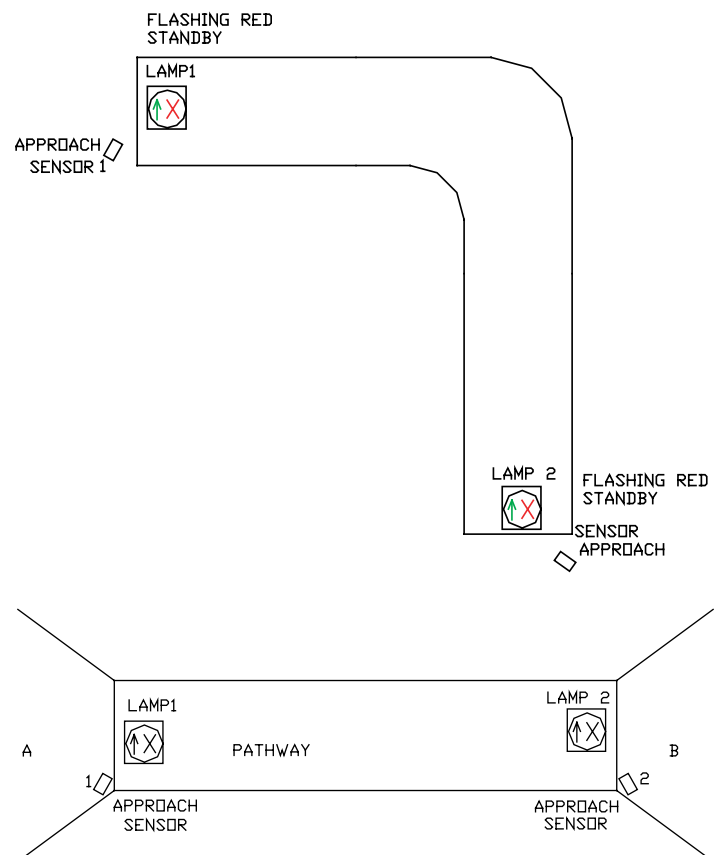 FLASHING RED
STANDBY
LAMP1
↑ X
APPROACH
SENSOR 1
LAMP 2
↑ X
FLASHING RED
STANDBY
SENSOR
APPROACH
LAMP1
↑ X
LAMP 2
↑ X
A
PATHWAY
B
1
2
APPROACH
SENSOR
APPROACH
SENSOR